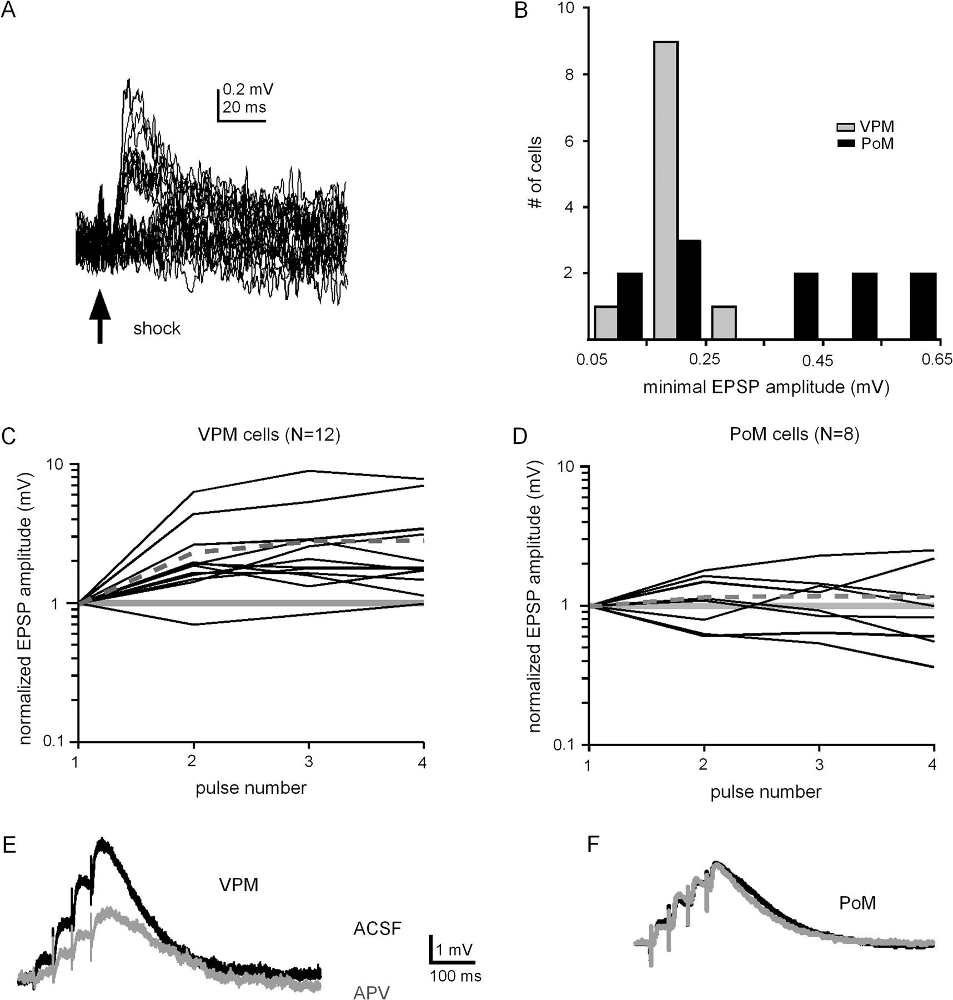 A
0.2 mV
20 ms
shock
B
10
8
6
4
2
# of cells
VPM
PoM
0.05
0.25
0.45
0.65
minimal EPSP amplitude (mV)
C
VPM cells (N=12)
10
1
0.1
normalized EPSP amplitude (mV)
1
2
3
4
pulse number
D
PoM cells (N=8)
10
1
0.1
normalized EPSP amplitude (mV)
1
2
3
4
pulse number
E
VPM
ACSF
APV
1 mV
100 ms
F
PoM